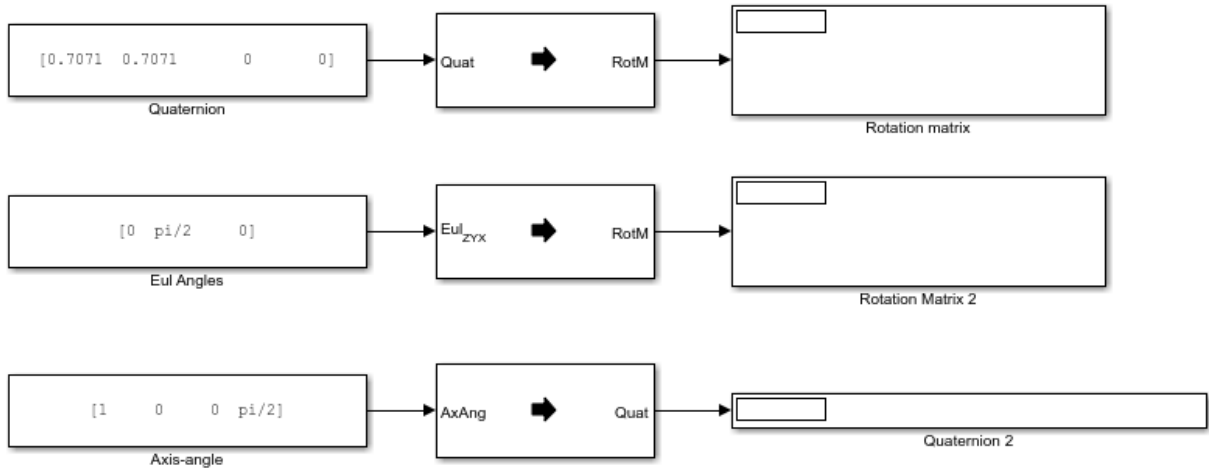 [0.7071 0.7071 0 0]
Quat RotM
Quaternion
Rotation matrix
[0 pi/2 0]
Eul ZYX RotM
Eul Angles
Rotation Matrix 2
[1 0 0 pi/2]
AxAng Quat
Axis-angle
Quaternion 2